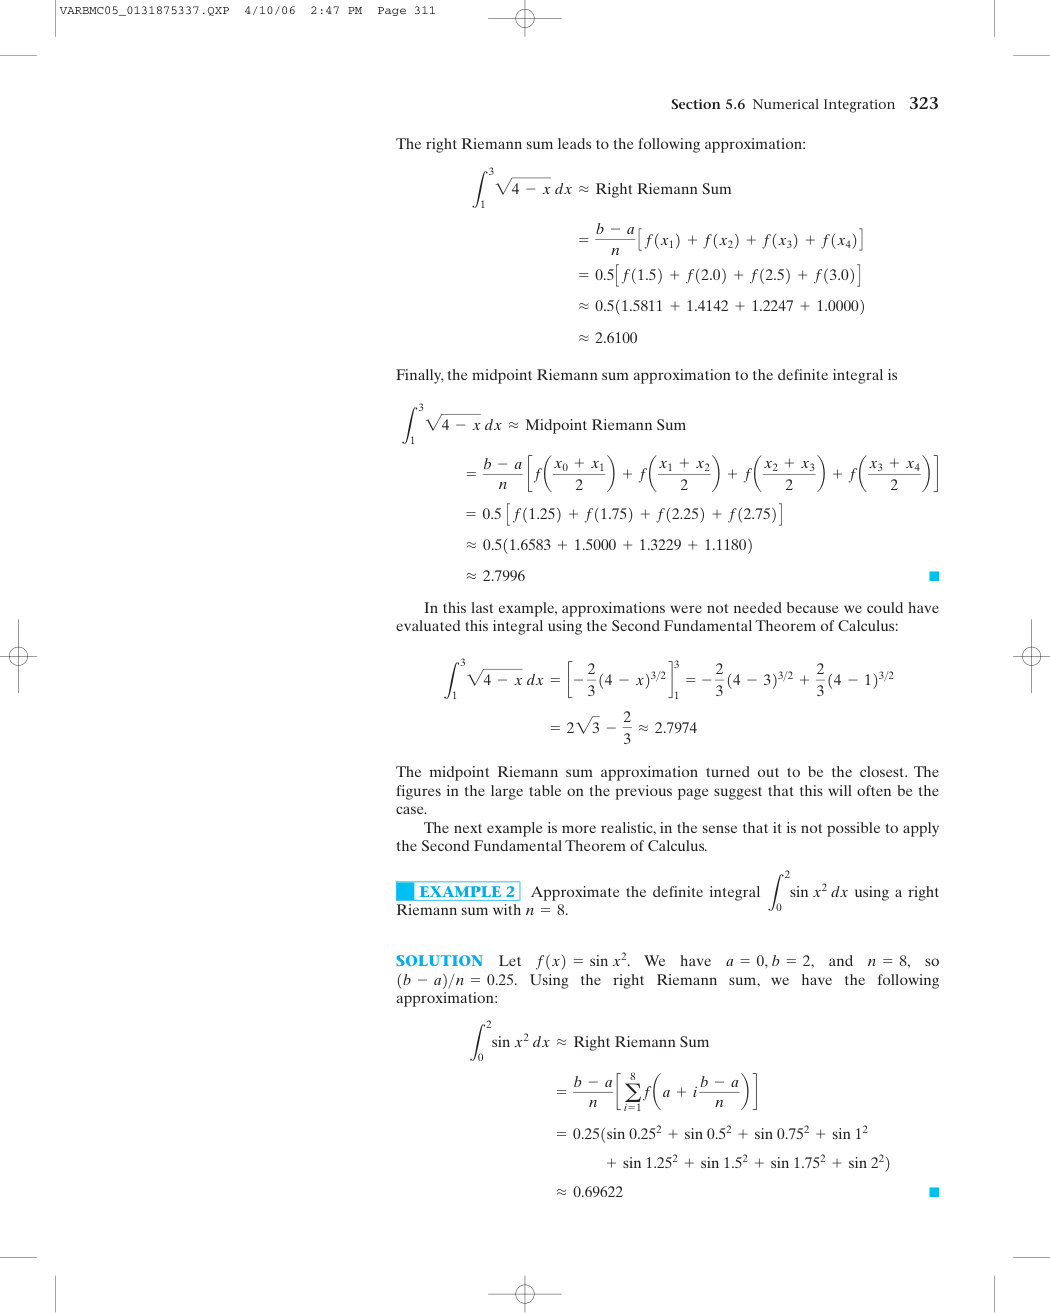 VARBMC05_0131875337.QXP 4/10/06 2:47 PM Page 311
Section 5.6 Numerical Integration 323
The right Riemann sum leads to the following approximation:
∫₁³ √(4 − x) dx ≈ Right Riemann Sum
= (b − a)/n [f(x₁) + f(x₂) + f(x₃) + f(x₄)]
= 0.5[f(1.5) + f(2.0) + f(2.5) + f(3.0)]
≈ 0.5(1.5811 + 1.4142 + 1.2247 + 1.0000)
≈ 2.6100
Finally, the midpoint Riemann sum approximation to the definite integral is
∫₁³ √(4 − x) dx ≈ Midpoint Riemann Sum
= (b − a)/n [f((x₀ + x₁)/2) + f((x₁ + x₂)/2) + f((x₂ + x₃)/2) + f((x₃ + x₄)/2)]
= 0.5 [f(1.25) + f(1.75) + f(2.25) + f(2.75)]
≈ 0.5(1.6583 + 1.5000 + 1.3229 + 1.1180)
≈ 2.7996
In this last example, approximations were not needed because we could have
evaluated this integral using the Second Fundamental Theorem of Calculus:
∫₁³ √(4 − x) dx = [−2/3 (4 − x)^(3/2)]₁³ = −2/3 (4 − 3)^(3/2) + 2/3 (4 − 1)^(3/2)
= 2√3 − 2/3 ≈ 2.7974
The midpoint Riemann sum approximation turned out to be the closest. The
figures in the large table on the previous page suggest that this will often be the
case.
The next example is more realistic, in the sense that it is not possible to apply
the Second Fundamental Theorem of Calculus.
EXAMPLE 2 Approximate the definite integral ∫₀² sin x² dx using a right
Riemann sum with n = 8.
SOLUTION Let f(x) = sin x². We have a = 0, b = 2, and n = 8, so
(b − a)/n = 0.25. Using the right Riemann sum, we have the following
approximation:
∫₀² sin x² dx ≈ Right Riemann Sum
= (b − a)/n [∑ᵢ₌₁⁸ f(a + i (b − a)/n)]
= 0.25(sin 0.25² + sin 0.5² + sin 0.75² + sin 1²
+ sin 1.25² + sin 1.5² + sin 1.75² + sin 2²)
≈ 0.69622